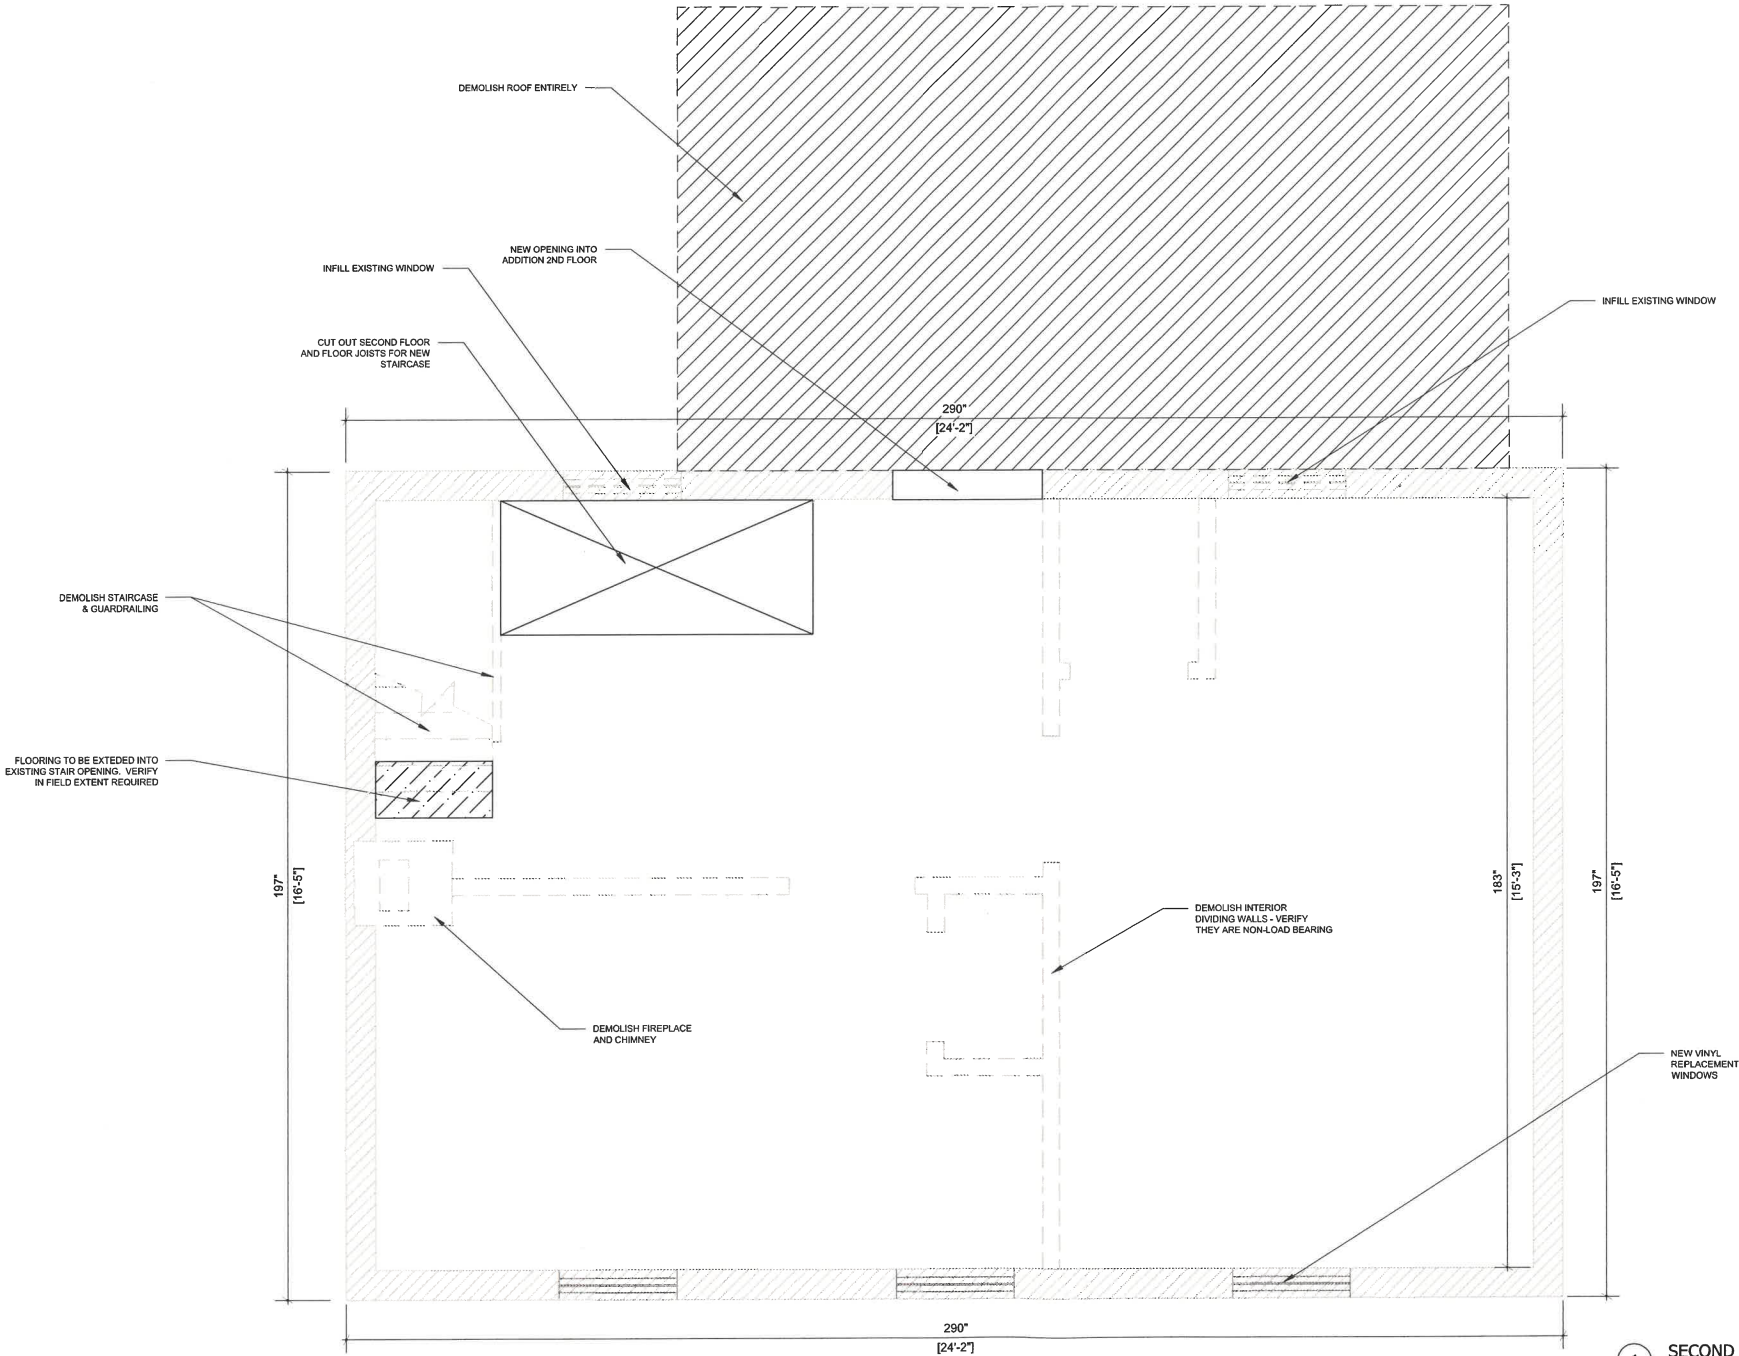 DEMOLISH ROOF ENTIRELY
NEW OPENING INTO
ADDITION 2ND FLOOR
INFILL EXISTING WINDOW
INFILL EXISTING WINDOW
CUT OUT SECOND FLOOR
AND FLOOR JOISTS FOR NEW
STAIRCASE
290"
[24'-2"]
DEMOLISH STAIRCASE
& GUARDRAILING
FLOORING TO BE EXTEDED INTO
EXISTING STAIR OPENING. VERIFY
IN FIELD EXTENT REQUIRED
197"
[16'-5"]
183"
[15'-3"]
197"
[16'-5"]
DEMOLISH INTERIOR
DIVIDING WALLS - VERIFY
THEY ARE NON-LOAD BEARING
DEMOLISH FIREPLACE
AND CHIMNEY
NEW VINYL
REPLACEMENT
WINDOWS
290"
[24'-2"]
SECOND